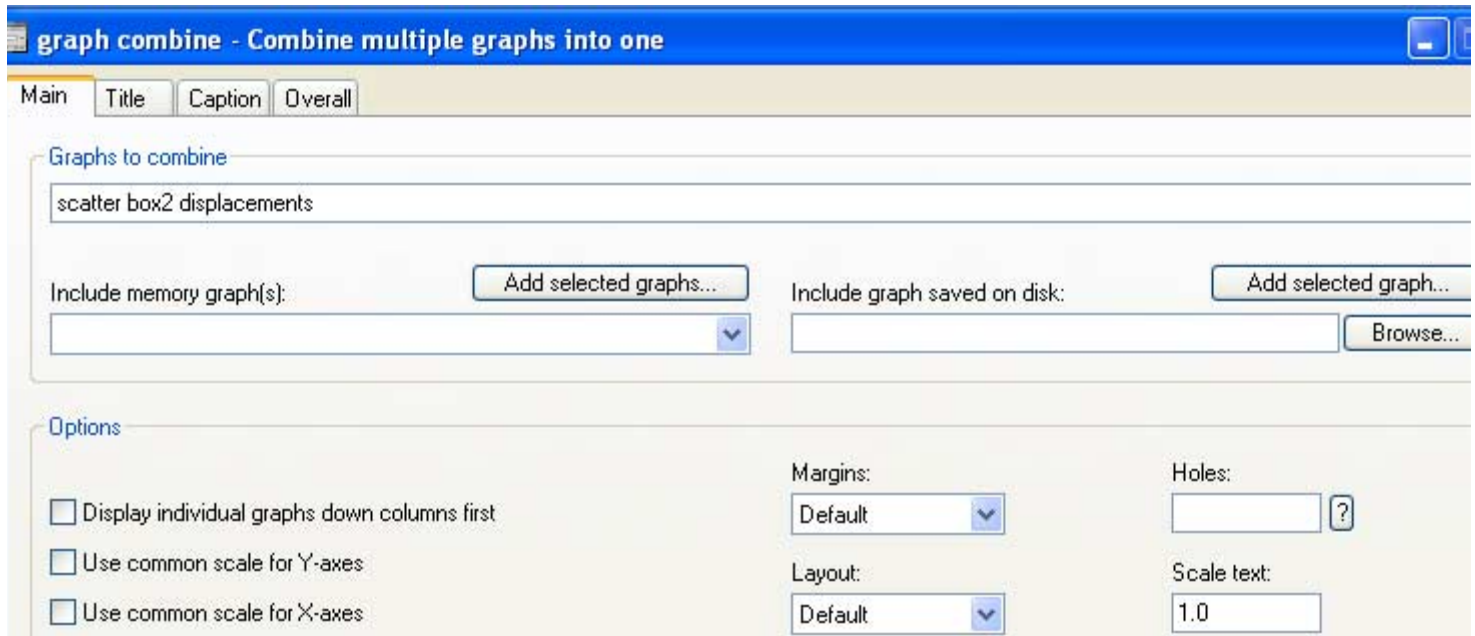 graph combine - Combine multiple graphs into one
Main Title Caption Overall
Graphs to combine
scatter box2 displacements
Include memory graph(s): Add selected graphs...
Include graph saved on disk: Add selected graph...
Browse...
Options
Margins: Holes:
Display individual graphs down columns first Default ?
Use common scale for Y-axes
Layout: Scale text:
Use common scale for X-axes Default 1.0